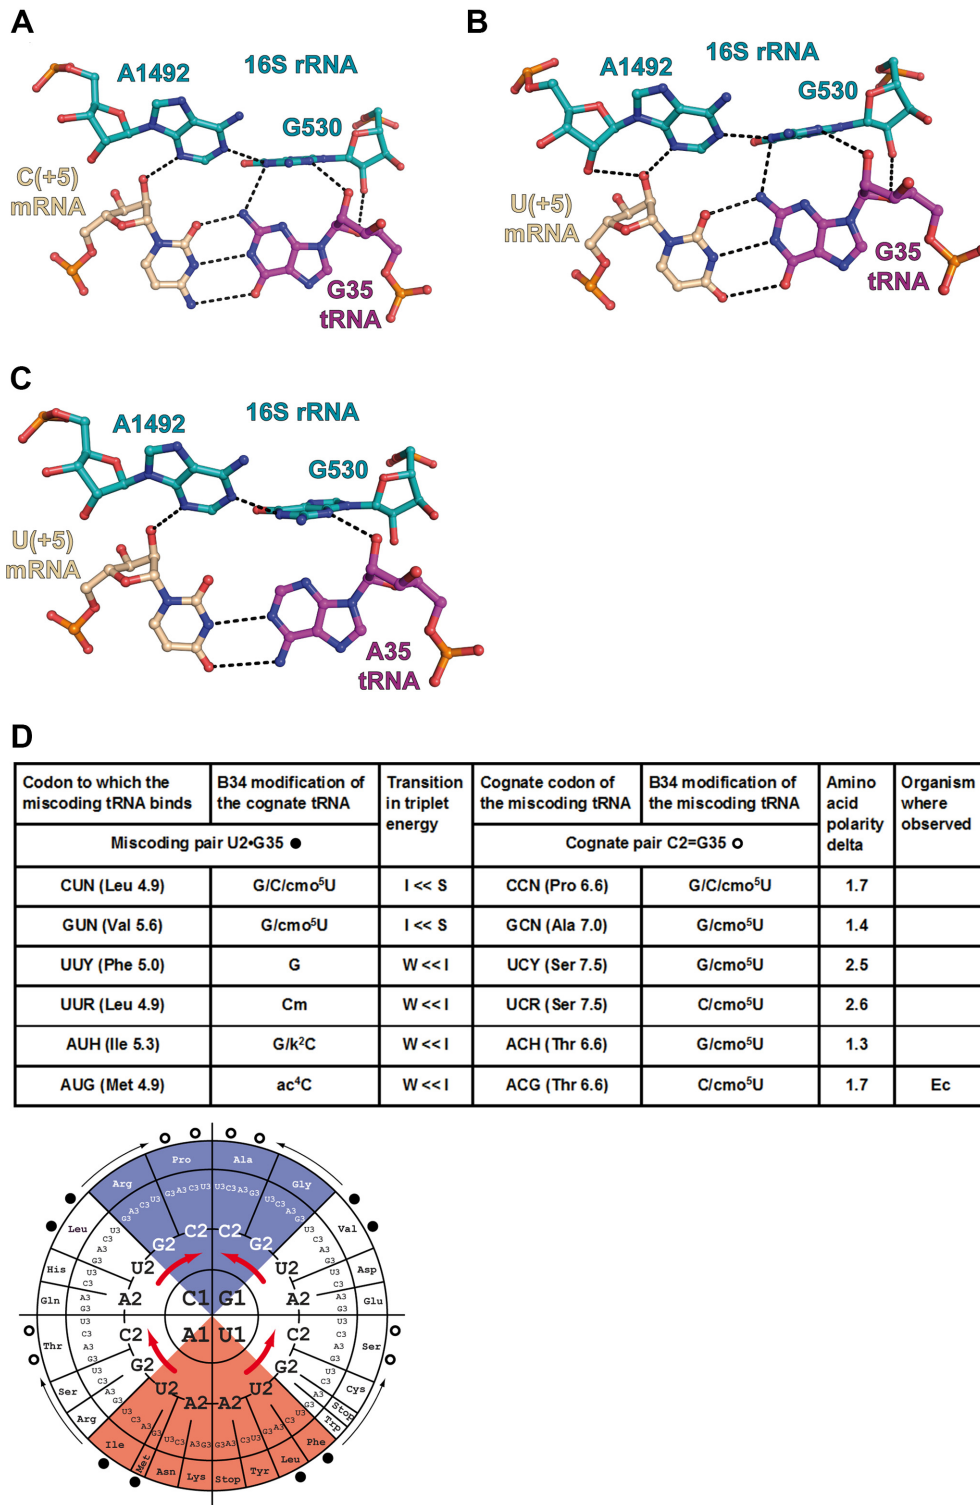 A
A1492
16S rRNA
G530
C(+5)
mRNA
G35
tRNA
B
A1492
16S rRNA
G530
U(+5)
mRNA
G35
tRNA
C
A1492
16S rRNA
G530
U(+5)
mRNA
A35
tRNA
D
Codon to which the miscoding tRNA binds | B34 modification of the cognate tRNA | Transition in triplet energy | Cognate codon of the miscoding tRNA | B34 modification of the miscoding tRNA | Amino acid polarity delta | Organism where observed
Miscoding pair U2•G35 ● | Cognate pair C2=G35 o
CUN (Leu 4.9) | G/C/cmo⁵U | I << S | CCN (Pro 6.6) | G/C/cmo⁵U | 1.7
GUN (Val 5.6) | G/cmo⁵U | I << S | GCN (Ala 7.0) | G/cmo⁵U | 1.4
UUY (Phe 5.0) | G | W << I | UCY (Ser 7.5) | G/cmo⁵U | 2.5
UUR (Leu 4.9) | Cm | W << I | UCR (Ser 7.5) | C/cmo⁵U | 2.6
AUH (Ile 5.3) | G/k²C | W << I | ACH (Thr 6.6) | G/cmo⁵U | 1.3
AUG (Met 4.9) | ac⁴C | W << I | ACG (Thr 6.6) | C/cmo⁵U | 1.7 | Ec
Pro
Ala
Arg
Gly
Leu
Val
His
Asp
Gln
Glu
Thr
Ser
Ser
Cys
Arg
Stop
Trp
Ile
Met
Asn
Lys
Stop
Tyr
Leu
Phe
C2 C2
G2 G2
U2 U2
A2 A2
C2 C2
G2 G2
U2 U2
A2 A2
C1 G1
A1 U1